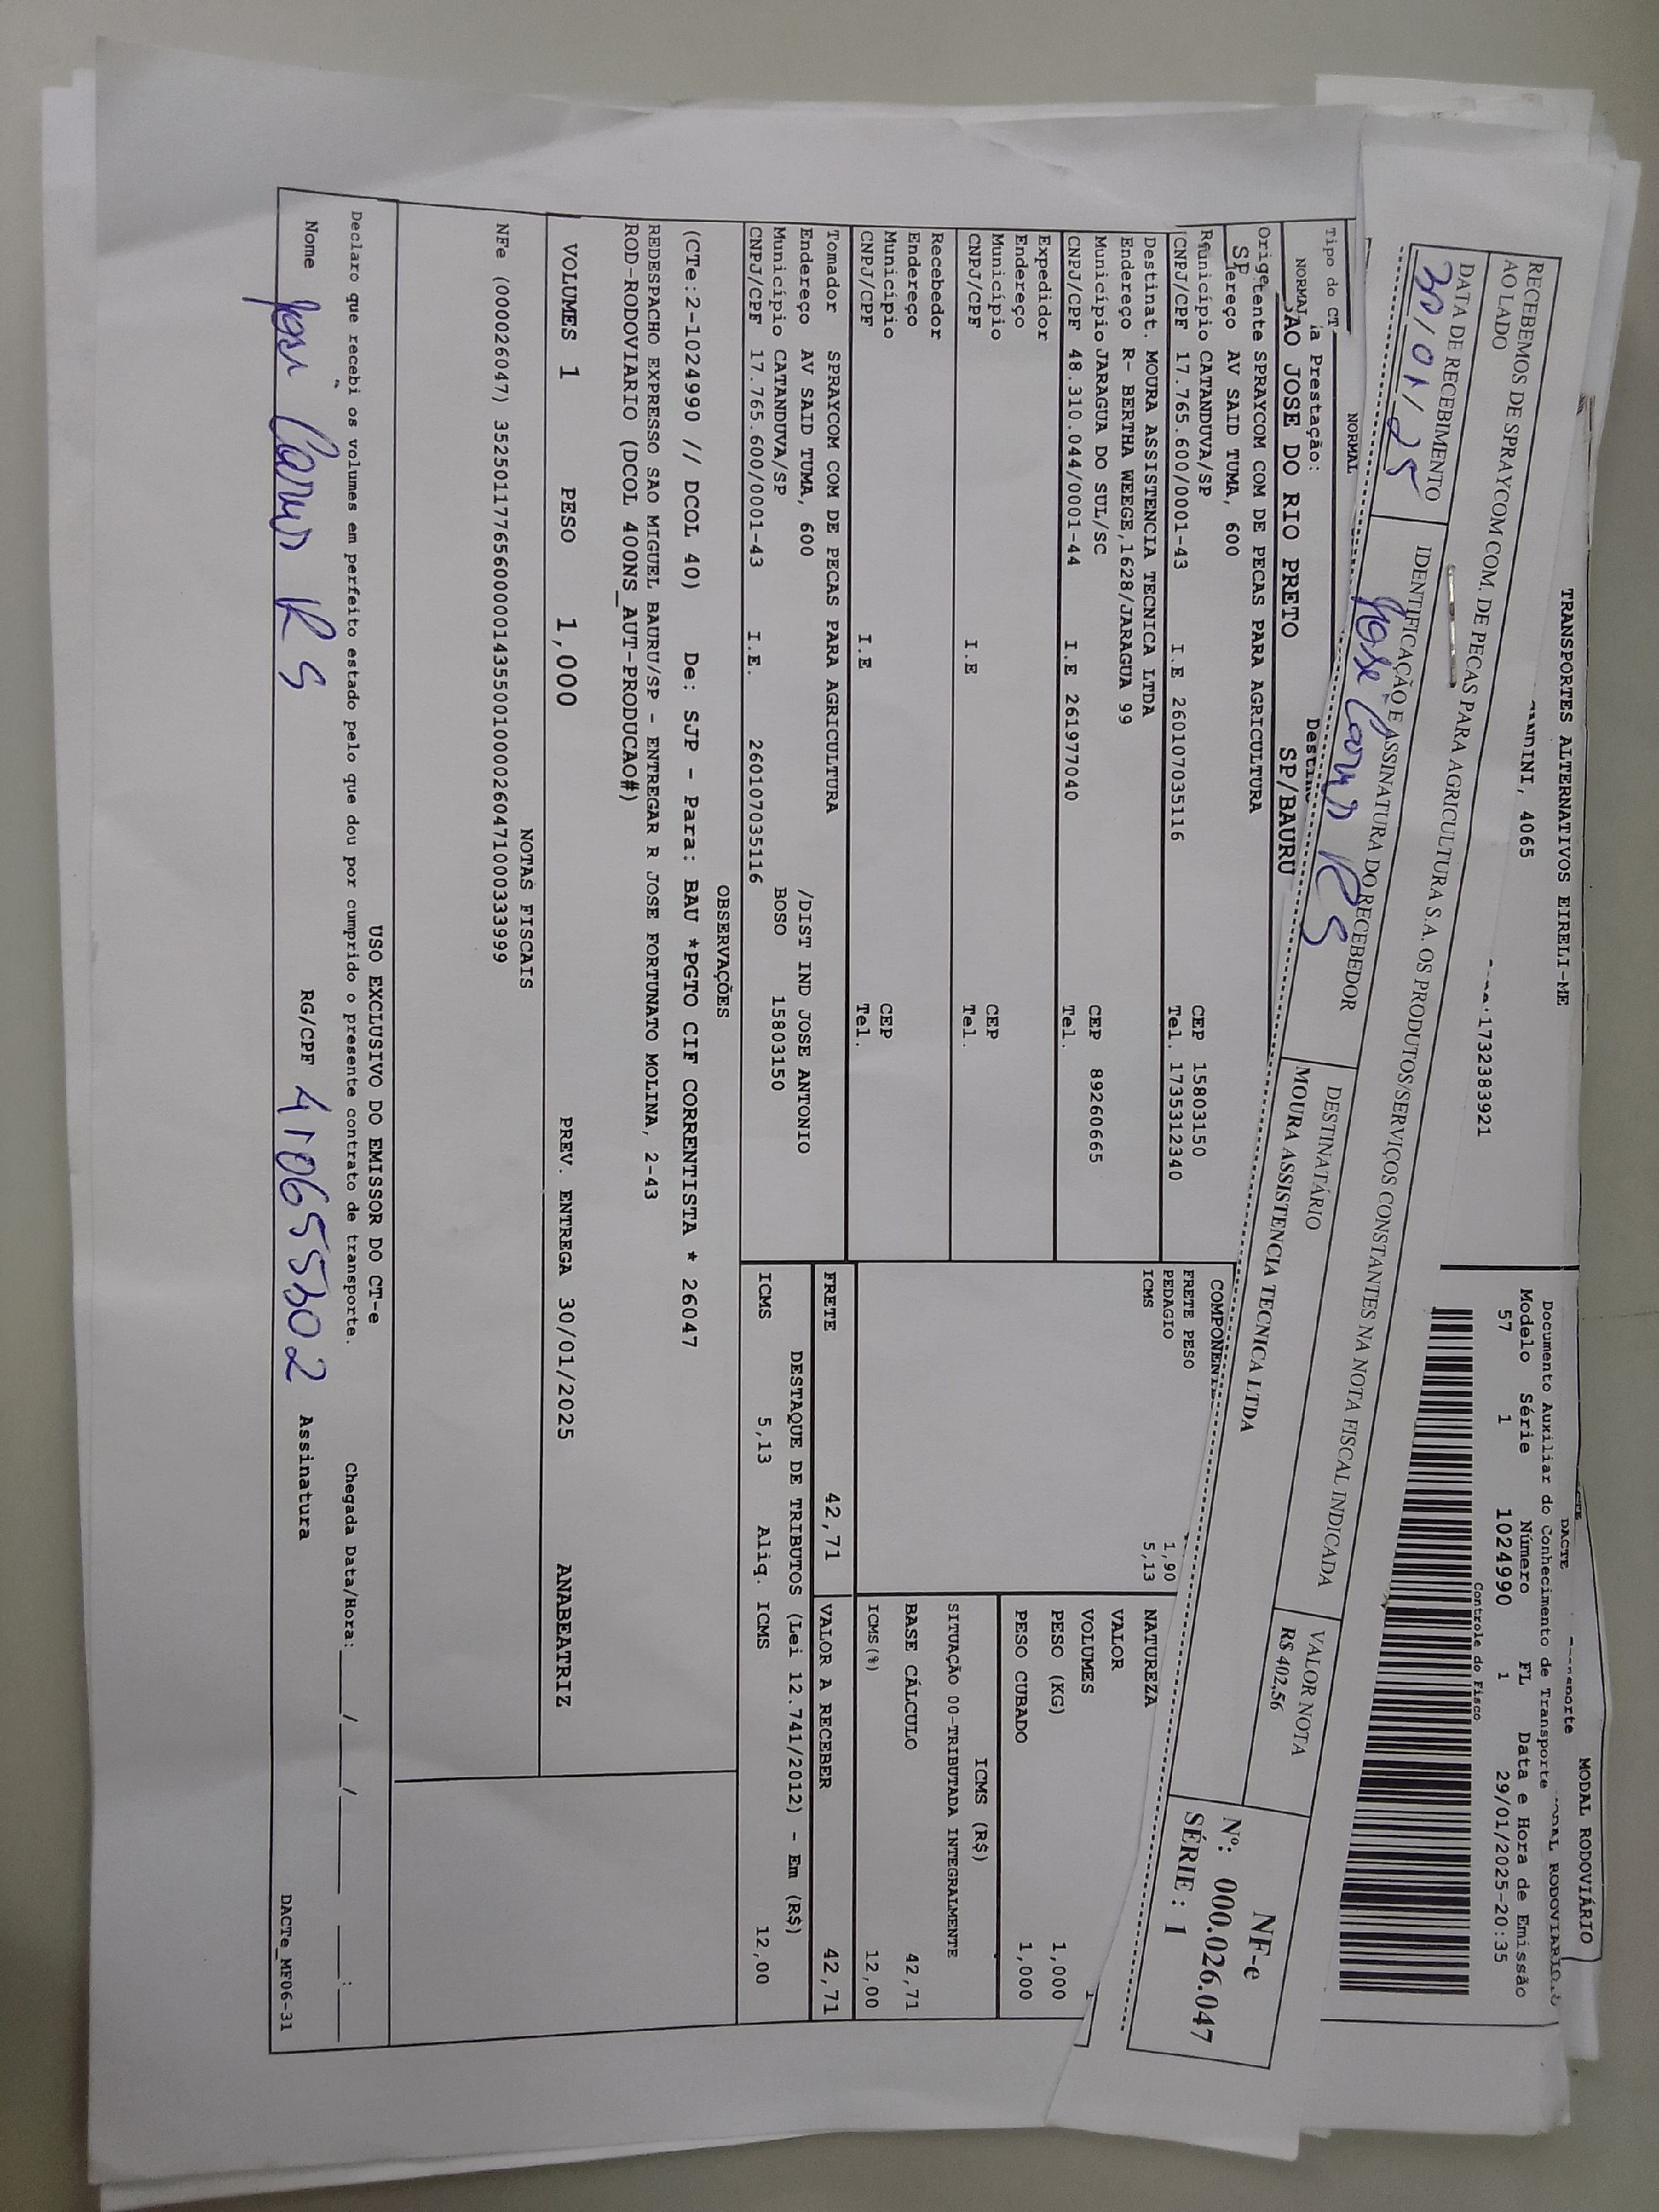 TRANSPORTES ALTERNATIVOS EIRELI-ME
4065
1732383921
DACTE
MODAL RODOVIÁRIO
Documento Auxiliar do Conhecimento de Transporte
Modelo Série Número FL Data e Hora de Emissão
57 1 1024990 1 29/01/2025-20:35
Controle do Fisco
RECEBEMOS DE SPRAYCOM COM. DE PECAS PARA AGRICULTURA S.A. OS PRODUTOS/SERVIÇOS CONSTANTES NA NOTA FISCAL INDICADA
AO LADO
DATA DE RECEBIMENTO
30/01/25
IDENTIFICAÇÃO E ASSINATURA DO RECEBEDOR
Jose Carlos R S
DESTINATÁRIO
MOURA ASSISTENCIA TECNICA LTDA
VALOR NOTA
R$ 402,56
NF-e
Nº: 000.026.047
SÉRIE : 1
Tipo do CT
NORMAL
NORMAL
ia Prestação:
SP
ÃO JOSE DO RIO PRETO
SP/BAURU
SPRAYCOM COM DE PECAS PARA AGRICULTURA
AV SAID TUMA, 600
Município CATANDUVA/SP CEP 15803150
CNPJ/CPF 17.765.600/0001-43 I.E 260107035116 Tel. 1735312340
Destinat. MOURA ASSISTENCIA TECNICA LTDA
Endereço R- BERTHA WEEGE,1628/JARAGUA 99
Município JARAGUA DO SUL/SC CEP 89260665
CNPJ/CPF 48.310.044/0001-44 I.E 261977040 Tel.
Expedidor
Endereço
Município CEP
CNPJ/CPF I.E Tel.
Recebedor
Endereço
Município CEP
CNPJ/CPF I.E Tel.
Tomador SPRAYCOM COM DE PECAS PARA AGRICULTURA
Endereço AV SAID TUMA, 600 /DIST IND JOSE ANTONIO
Município CATANDUVA/SP BOSO 15803150
CNPJ/CPF 17.765.600/0001-43 I.E. 260107035116
FRETE PESO
PEDAGIO 1,90
ICMS 5,13
NATUREZA
VALOR
VOLUMES
PESO (KG) 1,000
PESO CUBADO 1,000
ICMS (R$)
SITUAÇÃO 00-TRIBUTADA INTEGRALMENTE
BASE CÁLCULO 42,71
ICMS(%) 12,00
FRETE 42,71 VALOR A RECEBER 42,71
DESTAQUE DE TRIBUTOS (Lei 12.741/2012) - Em (R$)
ICMS 5,13 Aliq. ICMS 12,00
OBSERVAÇÕES
(CTe:2-1024990 // DCOL 40) De: SJP - Para: BAU *PGTO CIF CORRENTISTA * 26047
REDESPACHO EXPRESSO SAO MIGUEL BAURU/SP - ENTREGAR R JOSE FORTUNATO MOLINA, 2-43
ROD-RODOVIARIO (DCOL 400NS_AUT-PRODUCAO#)
VOLUMES 1 PESO 1,000 PREV. ENTREGA 30/01/2025 ANABEATRIZ
NOTAS FISCAIS
NFe (000026047) 35250117765600000143550010000260471000333999
USO EXCLUSIVO DO EMISSOR DO CT-e
Declaro que recebi os volumes em perfeito estado pelo que dou por cumprido o presente contrato de transporte. Chegada Data/Hora:____/____/____ ___:___
Nome Jose Carlos R S RG/CPF 410655302 Assinatura
DACTe_MF06-31